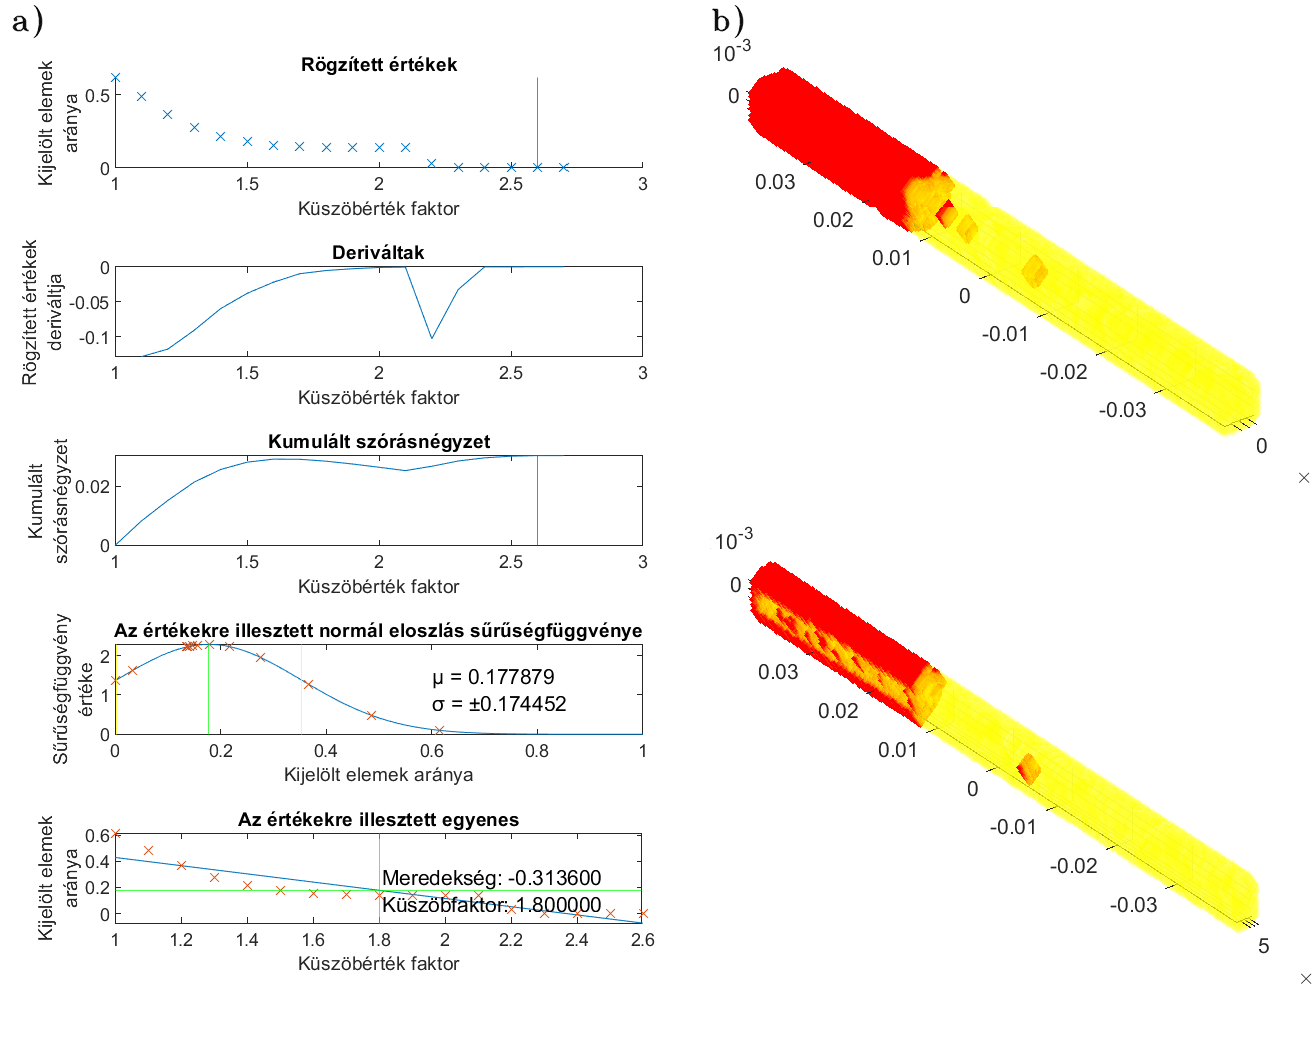 a)
Rögzített értékek
Kijelölt elemek
aránya
0.5
0
1
1.5
2
2.5
3
Küszöbérték faktor
Deriváltak
Rögzített értékek
deriváltja
0
-0.05
-0.1
1
1.5
2
2.5
3
Küszöbérték faktor
Kumulált szórásnégyzet
Kumulált
szórásnégyzet
0.02
0
1
1.5
2
2.5
3
Küszöbérték faktor
Az értékekre illesztett normál eloszlás sűrűségfüggvénye
Sűrűségfüggvény
értéke
2
1
0
μ = 0.177879
σ = ±0.174452
0
0.2
0.4
0.6
0.8
1
Kijelölt elemek aránya
Az értékekre illesztett egyenes
Kijelölt elemek
aránya
0.6
0.4
0.2
0
Meredekség: -0.313600
Küszöbfaktor: 1.800000
1
1.2
1.4
1.6
1.8
2
2.2
2.4
2.6
Küszöbérték faktor
b)
10-3
0
0.03
0.02
0.01
0
-0.01
-0.02
-0.03
0
×
10-3
0
0.03
0.02
0.01
0
-0.01
-0.02
-0.03
5
×